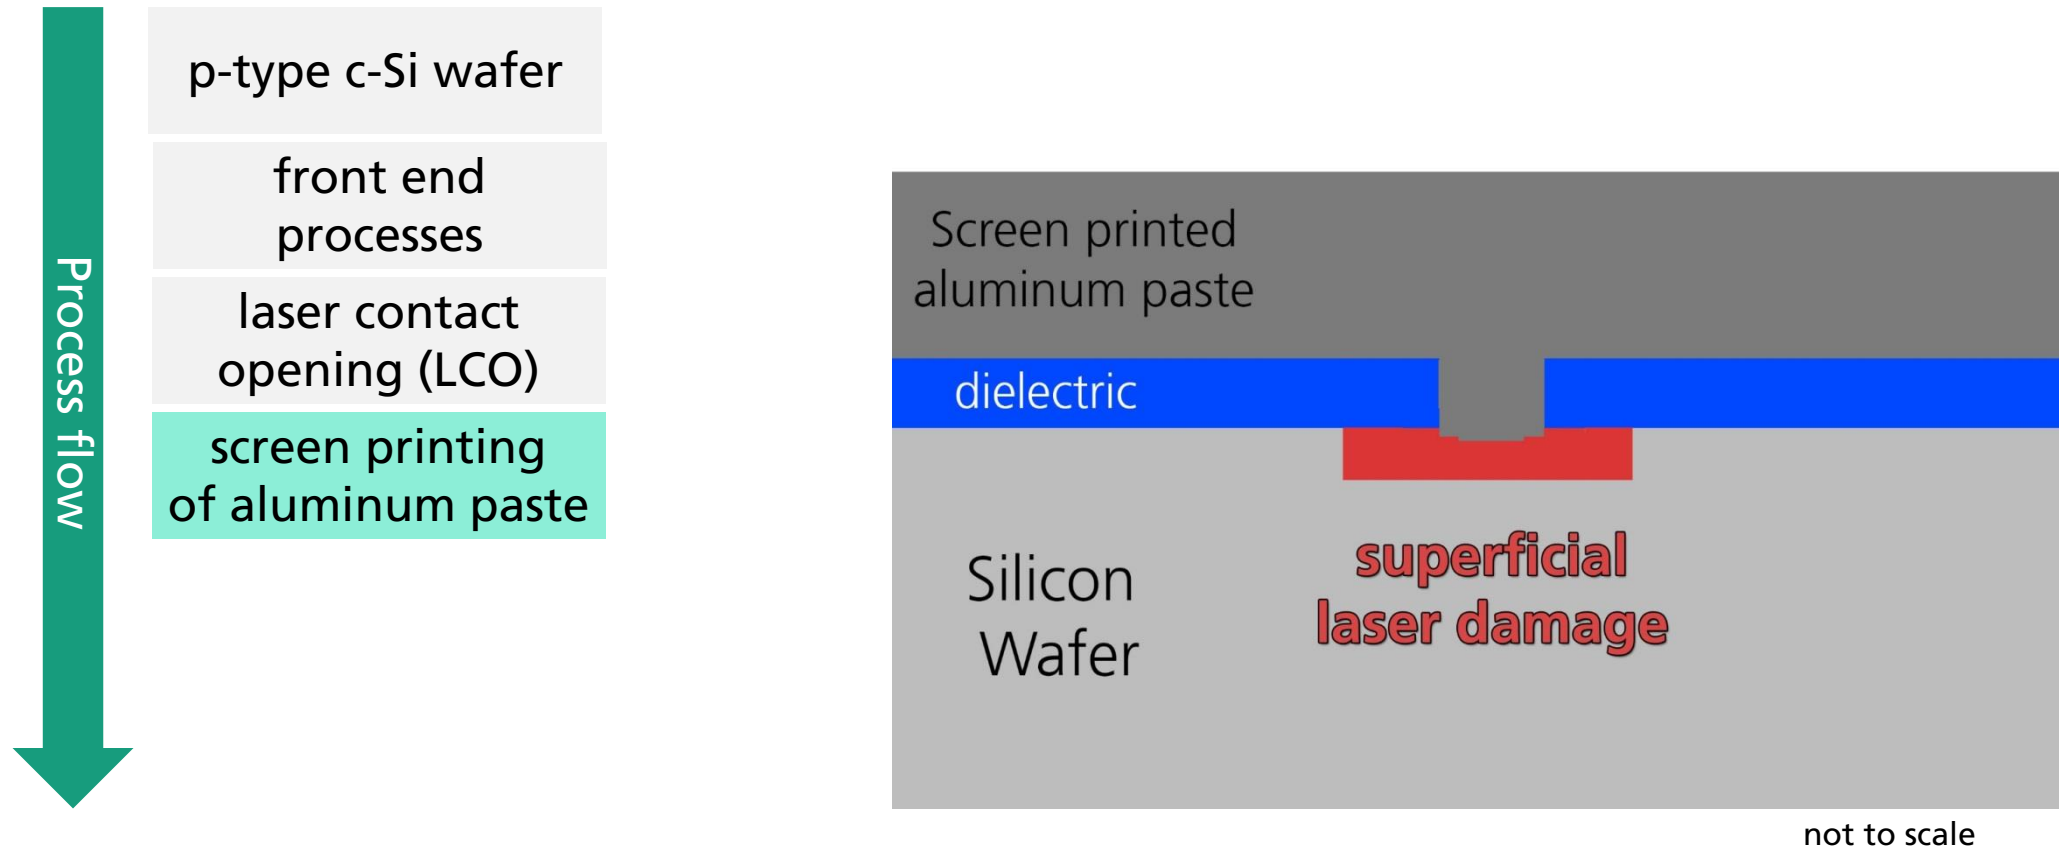 Process flow
p-type c-Si wafer
front end
processes
laser contact
opening (LCO)
screen printing
of aluminum paste
Screen printed
aluminum paste
dielectric
Silicon
Wafer
superficial
laser damage
not to scale